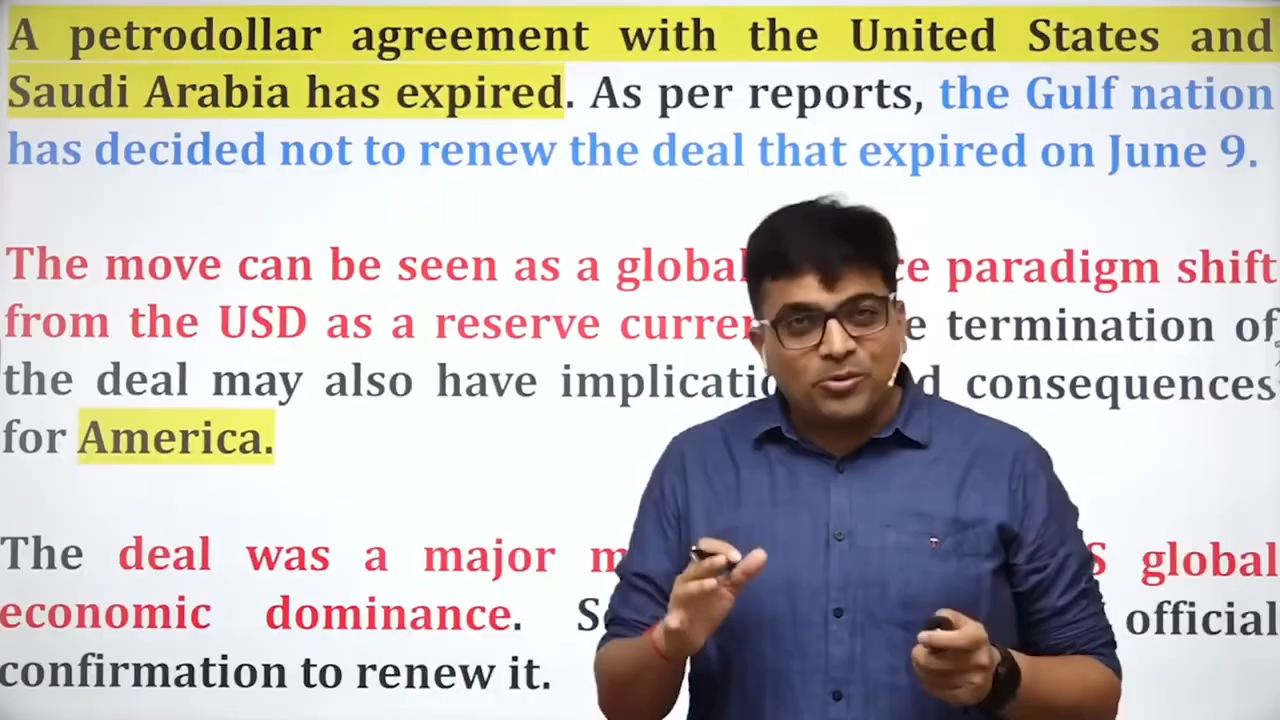 A petrodollar agreement with the United States and
Saudi Arabia has expired. As per reports, the Gulf nation
has decided not to renew the deal that expired on June 9.
The move can be seen as a global paradigm shift
from the USD as a reserve termination of
the deal may also have consequences
for America.
The deal was a major global
economic dominance. official
confirmation to renew it.